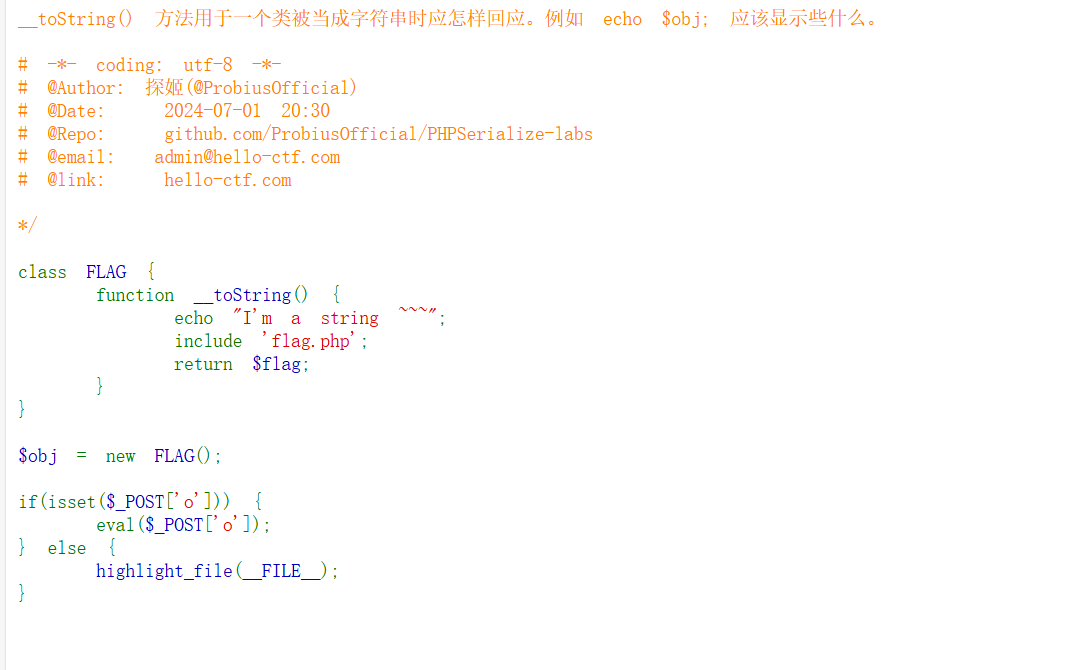 __toString() 方法用于一个类被当成字符串时应怎样回应。例如 echo $obj; 应该显示些什么。
# -*- coding: utf-8 -*-
# @Author: 探姬(@ProbiusOfficial)
# @Date: 2024-07-01 20:30
# @Repo: github.com/ProbiusOfficial/PHPSerialize-labs
# @email: admin@hello-ctf.com
# @link: hello-ctf.com
*/
class FLAG {
function __toString() {
echo "I'm a string ~~~";
include 'flag.php';
return $flag;
}
}
$obj = new FLAG();
if(isset($_POST['o'])) {
eval($_POST['o']);
} else {
highlight_file(__FILE__);
}